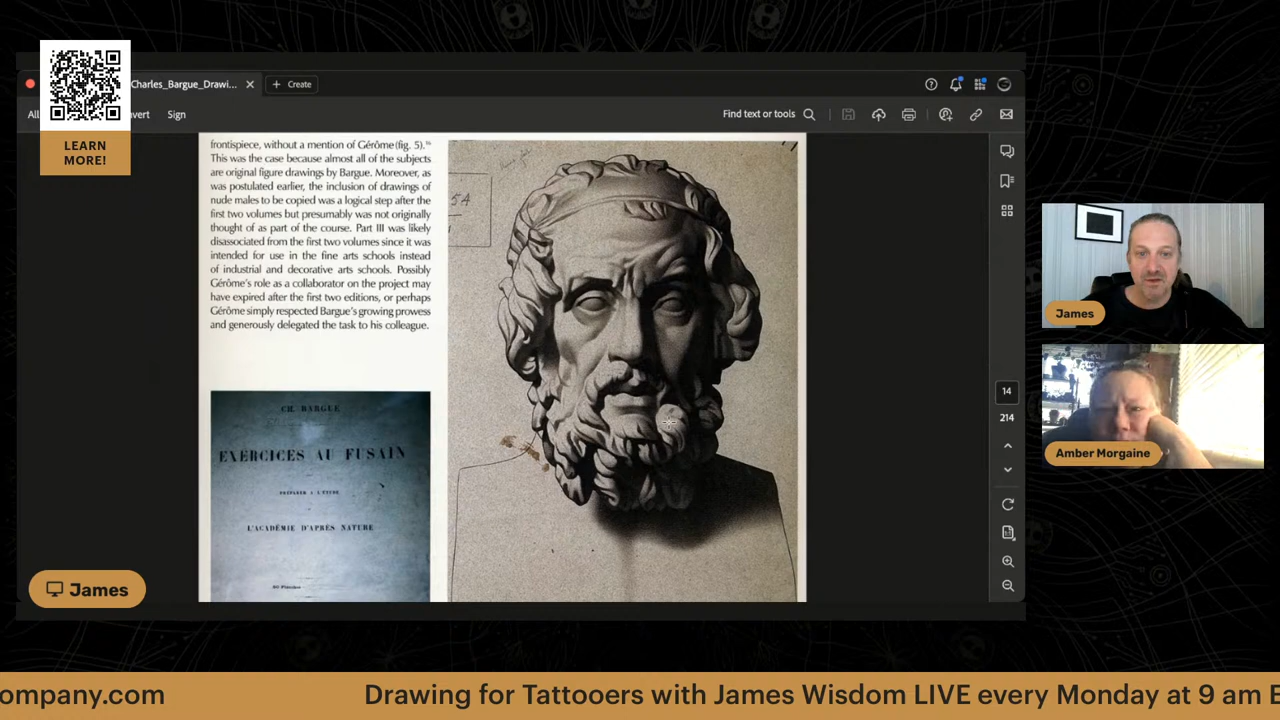 LEARN
MORE!
Charles_Bargue_Drawi...
Create
Sign
Find text or tools
frontispiece, without a mention of Gérôme (fig. 5).
This was the case because almost all of the subjects
are original figure drawings by Bargue. Moreover, as
was postulated earlier, the inclusion of drawings of
nude males to be copied was a logical step after the
first two volumes but presumably was not originally
thought of as part of the course. Part III was likely
disassociated from the first two volumes since it was
intended for use in the fine arts schools instead
of industrial and decorative arts schools. Possibly
Gérôme's role as a collaborator on the project may
have expired after the first two editions, or perhaps
Gérôme simply respected Bargue's growing prowess
and generously delegated the task to his colleague.
CH. BARGUE
EXERCICES AU FUSAIN
L'ACADÉMIE D'APRÈS NATURE
5A
14
214
James
Amber Morgaine
James
ompany.com
Drawing for Tattooers with James Wisdom LIVE every Monday at 9 am E